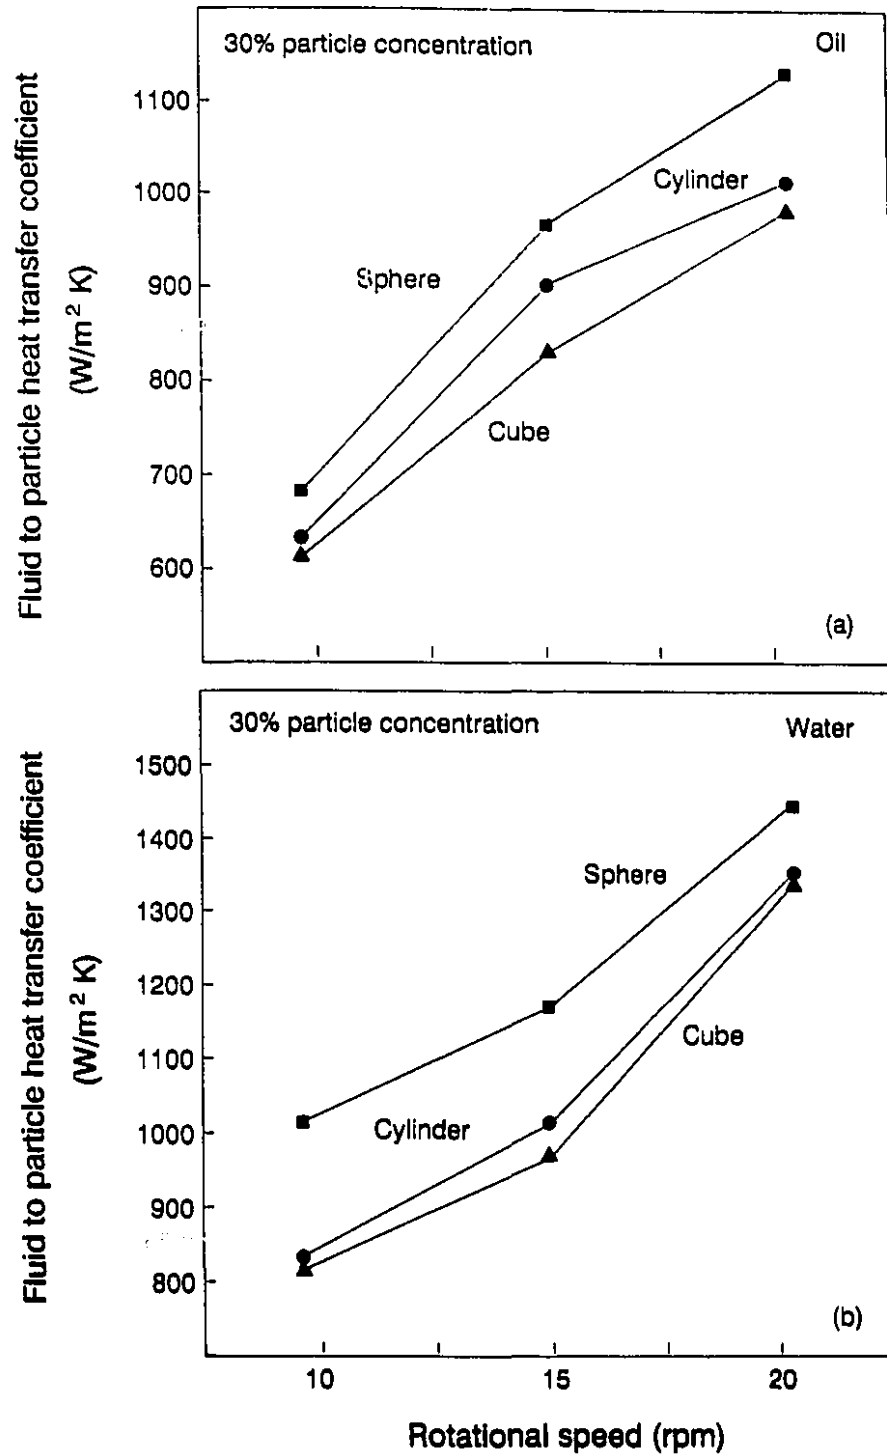 30% particle concentration Oil
Fluid to particle heat transfer coefficient
(W/m² K)
1100
1000
900
800
700
600
Cylinder
Sphere
Cube
(a)
30% particle concentration Water
Fluid to particle heat transfer coefficient
(W/m² K)
1500
1400
1300
1200
1100
1000
900
800
Sphere
Cube
Cylinder
(b)
10 15 20
Rotational speed (rpm)